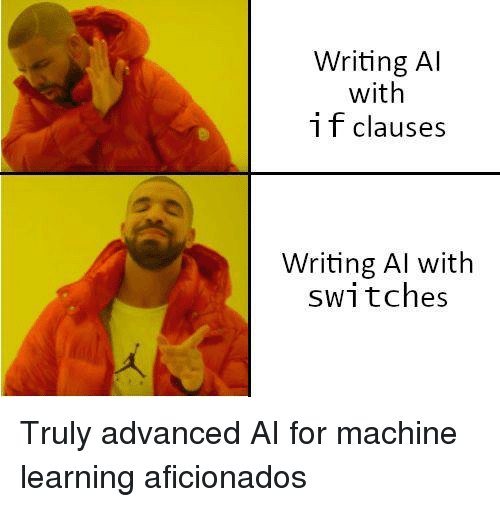 Writing AI
with
if clauses
Writing AI with
switches
Truly advanced AI for machine
learning aficionados